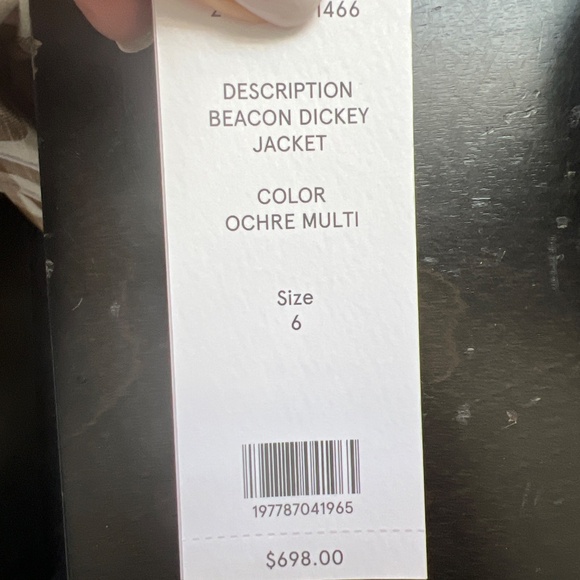 1466
DESCRIPTION
BEACON DICKEY
JACKET
COLOR
OCHRE MULTI
Size
6
197787041965
$698.00